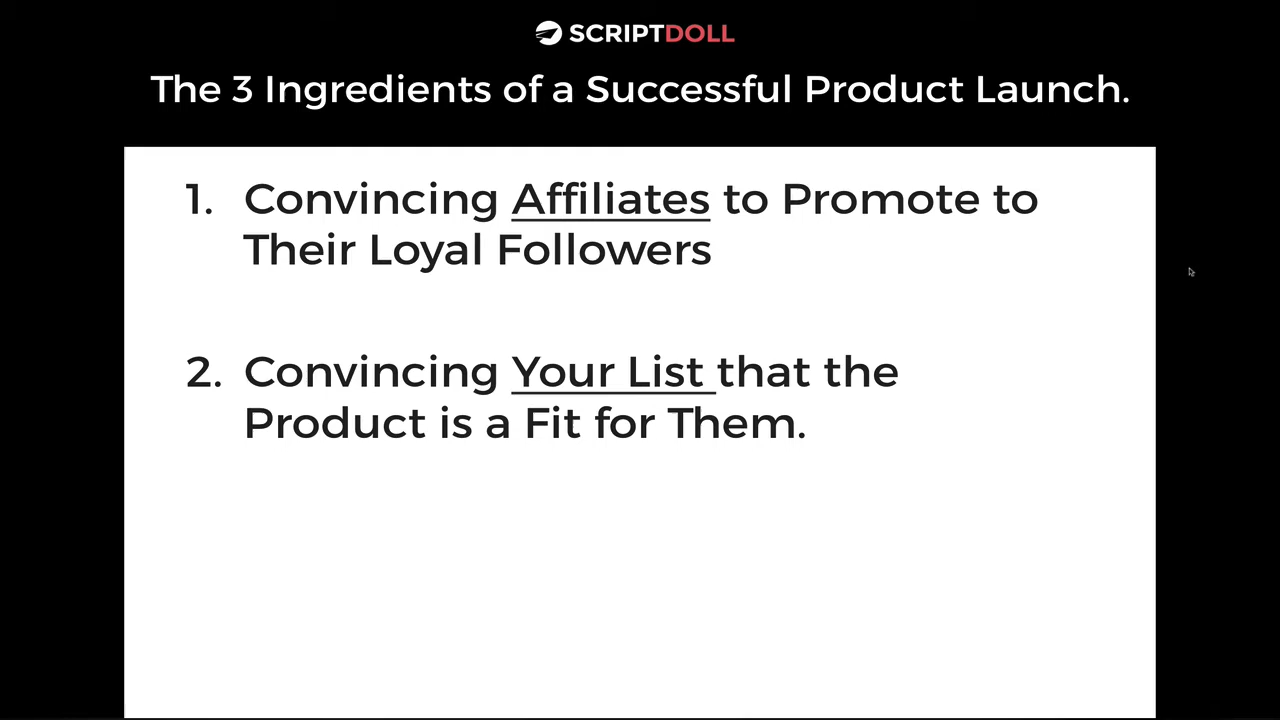 SCRIPTDOLL
The 3 Ingredients of a Successful Product Launch.
1. Convincing Affiliates to Promote to
Their Loyal Followers
2. Convincing Your List that the
Product is a Fit for Them.